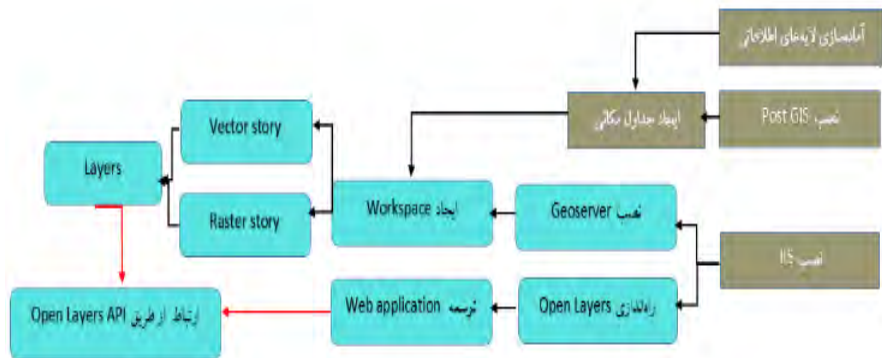 آماده‌سازی لایه‌های اطلاعاتی
نصب Post GIS
ایجاد جداول مکانی
Vector story
Layers
Raster story
ایجاد Workspace
نصب Geoserver
نصب IIS
راه‌اندازی Open Layers
توسعه Web application
ارتباط از طریق Open Layers API